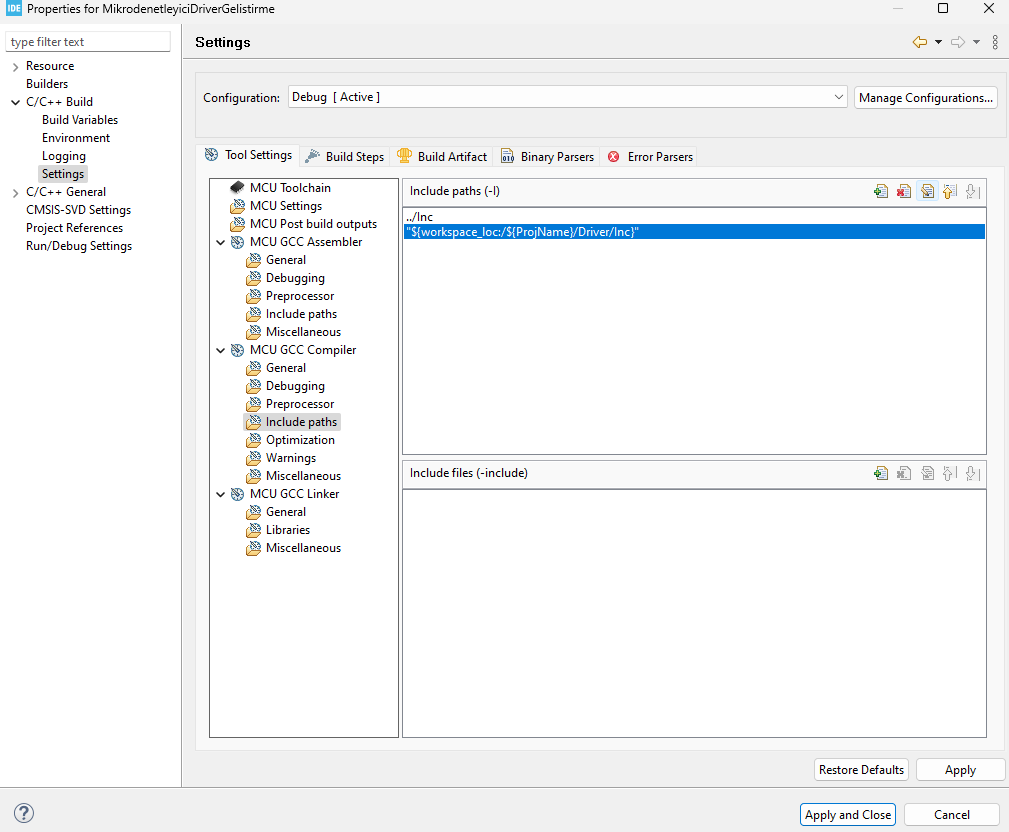 IDE Properties for MikrodenetleyiciDriverGelistirme
type filter text
Resource
Builders
C/C++ Build
Build Variables
Environment
Logging
Settings
C/C++ General
CMSIS-SVD Settings
Project References
Run/Debug Settings
Settings
Configuration: Debug [ Active ] Manage Configurations...
Tool Settings Build Steps Build Artifact Binary Parsers Error Parsers
MCU Toolchain
MCU Settings
MCU Post build outputs
MCU GCC Assembler
General
Debugging
Preprocessor
Include paths
Miscellaneous
MCU GCC Compiler
General
Debugging
Preprocessor
Include paths
Optimization
Warnings
Miscellaneous
MCU GCC Linker
General
Libraries
Miscellaneous
Include paths (-I)
../Inc
"${workspace_loc:/${ProjName}/Driver/Inc}"
Include files (-include)
Restore Defaults Apply
? Apply and Close Cancel